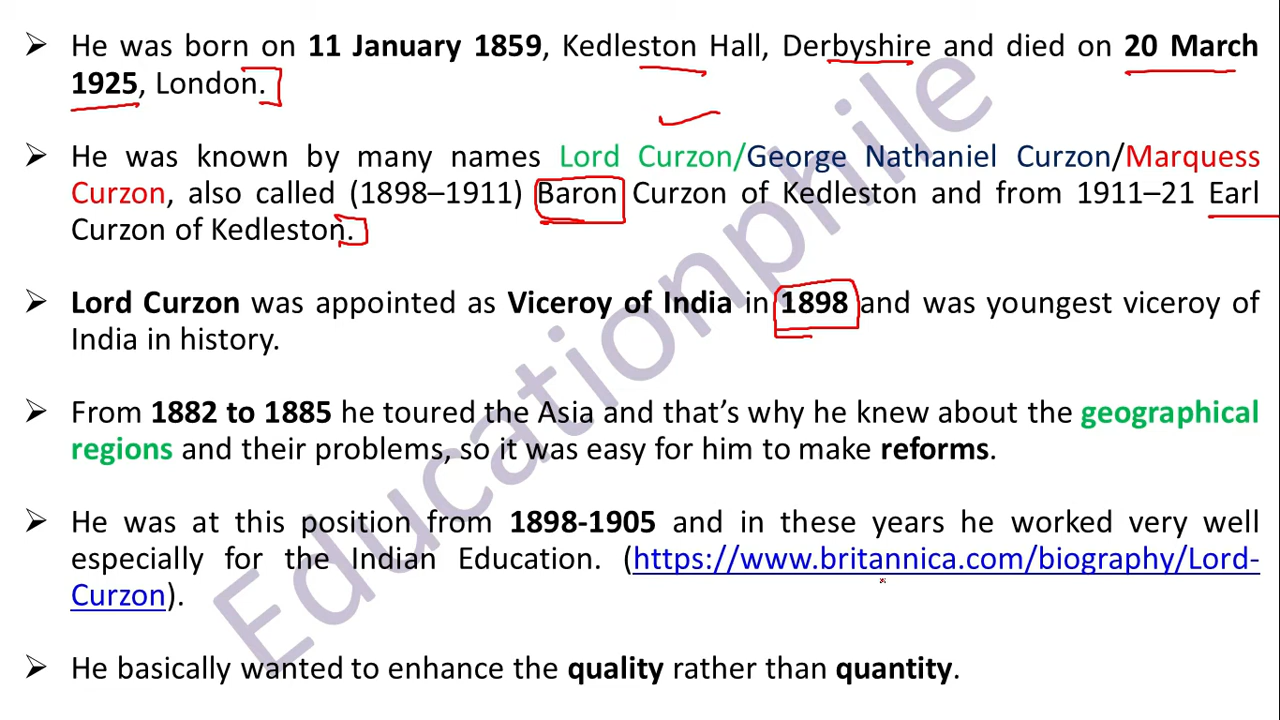 ➢ He was born on 11 January 1859, Kedleston Hall, Derbyshire and died on 20 March
1925, London.
➢ He was known by many names Lord Curzon/George Nathaniel Curzon/Marquess
Curzon, also called (1898–1911) Baron Curzon of Kedleston and from 1911–21 Earl
Curzon of Kedleston.
➢ Lord Curzon was appointed as Viceroy of India in 1898 and was youngest viceroy of
India in history.
➢ From 1882 to 1885 he toured the Asia and that's why he knew about the geographical
regions and their problems, so it was easy for him to make reforms.
➢ He was at this position from 1898-1905 and in these years he worked very well
especially for the Indian Education. (https://www.britannica.com/biography/Lord-
Curzon).
➢ He basically wanted to enhance the quality rather than quantity.
Educationphile